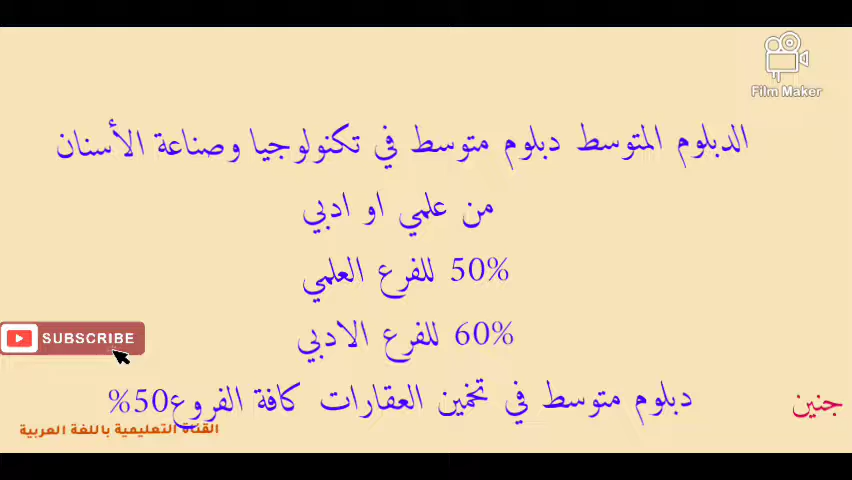 Film Maker
الدبلوم المتوسط دبلوم متوسط في تكنولوجيا وصناعة الأسنان
من علمي او ادبي
50% للفرع العلمي
60% للفرع الادبي
SUBSCRIBE
جنين دبلوم متوسط في تخمين العقارات كافة الفروع50%
القناة التعليمية باللغة العربية